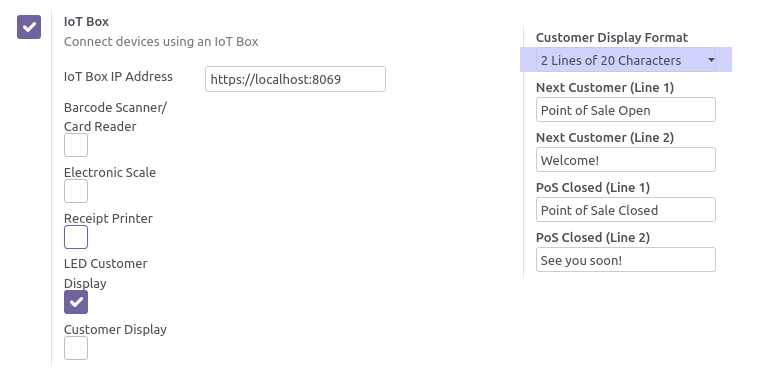 IoT Box
Connect devices using an IoT Box
IoT Box IP Address
https://localhost:8069
Barcode Scanner/
Card Reader
Electronic Scale
Receipt Printer
LED Customer
Display
Customer Display
Customer Display Format
2 Lines of 20 Characters
Next Customer (Line 1)
Point of Sale Open
Next Customer (Line 2)
Welcome!
PoS Closed (Line 1)
Point of Sale Closed
PoS Closed (Line 2)
See you soon!